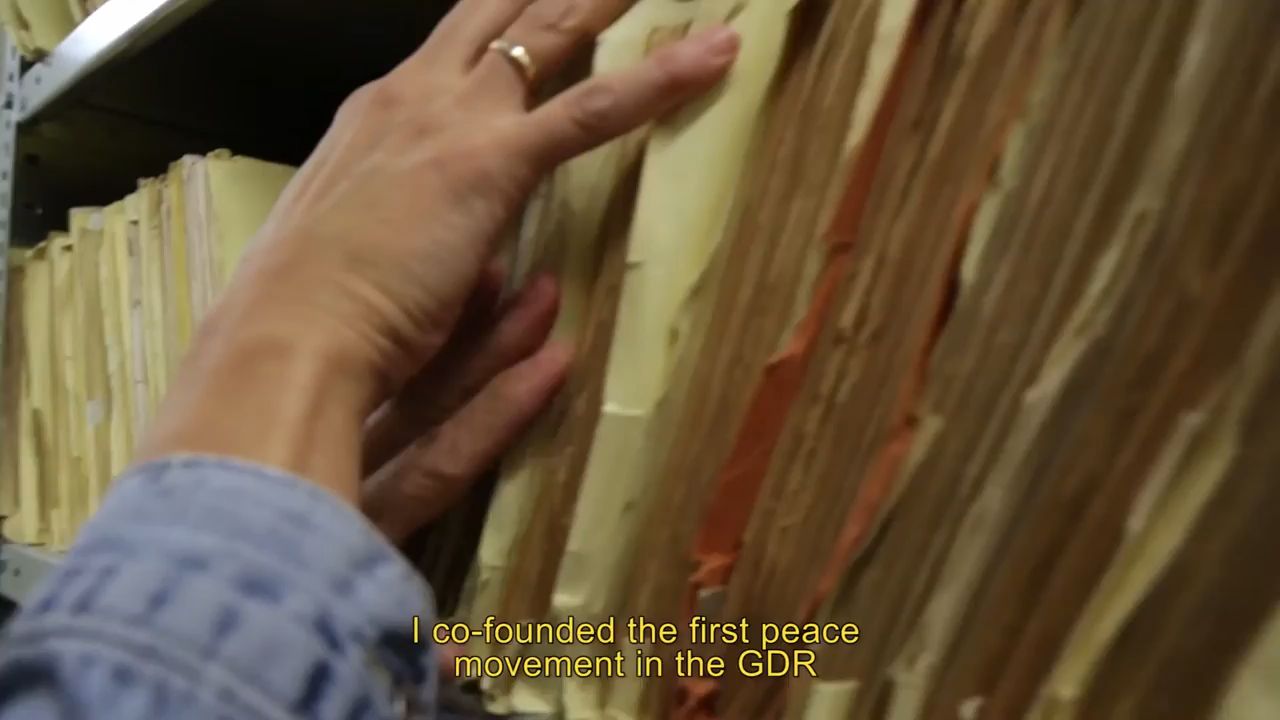 I co-founded the first peace
movement in the GDR